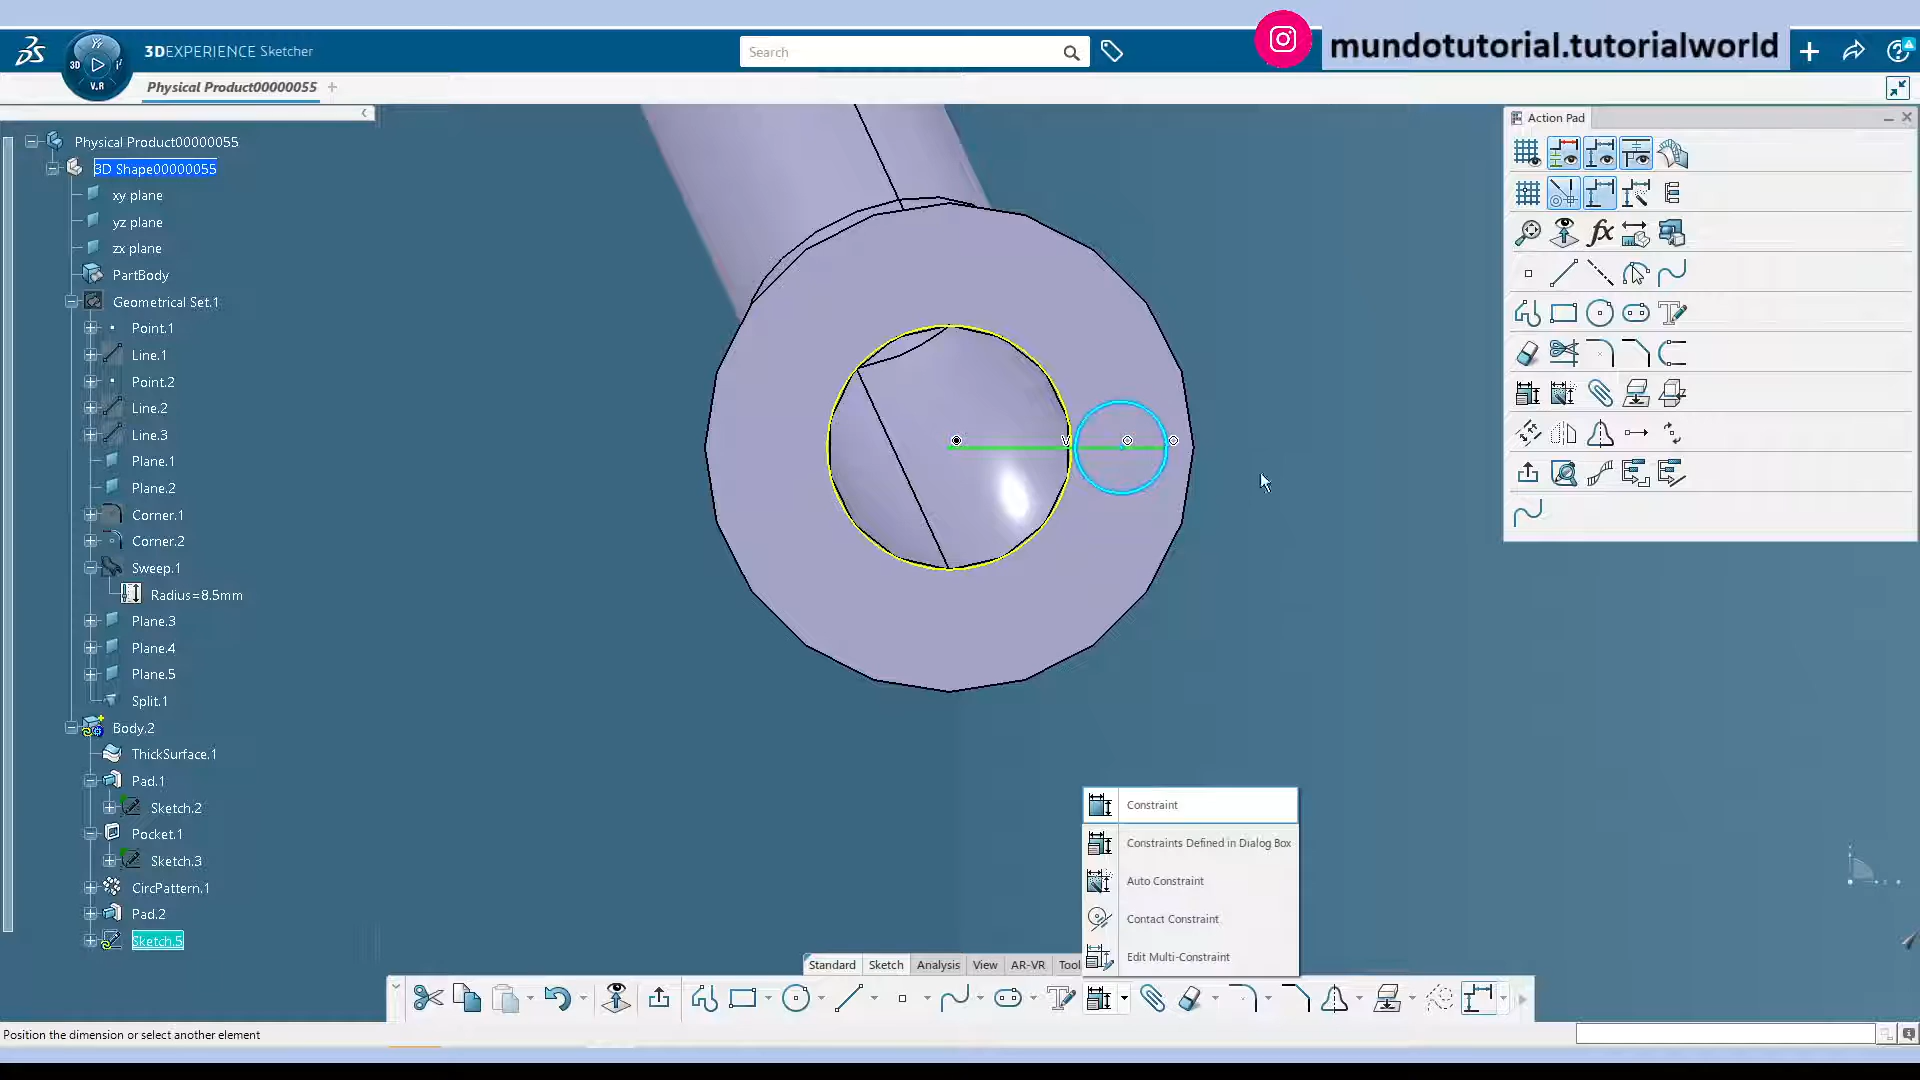 3DEXPERIENCE Sketcher
Search
mundotutorial.tutorialworld
3D
V.R
Physical Product00000055
Physical Product00000055
3D Shape00000055
xy plane
yz plane
zx plane
PartBody
Geometrical Set.1
Point.1
Line.1
Point.2
Line.2
Line.3
Plane.1
Plane.2
Corner.1
Corner.2
Sweep.1
Radius=8.5mm
Plane.3
Plane.4
Plane.5
Split.1
Body.2
ThickSurface.1
Pad.1
Sketch.2
Pocket.1
Sketch.3
CircPattern.1
Pad.2
Sketch.5
V
Action Pad
Constraint
Constraints Defined in Dialog Box
Auto Constraint
Contact Constraint
Edit Multi-Constraint
Standard Sketch Analysis View AR-VR Tool
Position the dimension or select another element